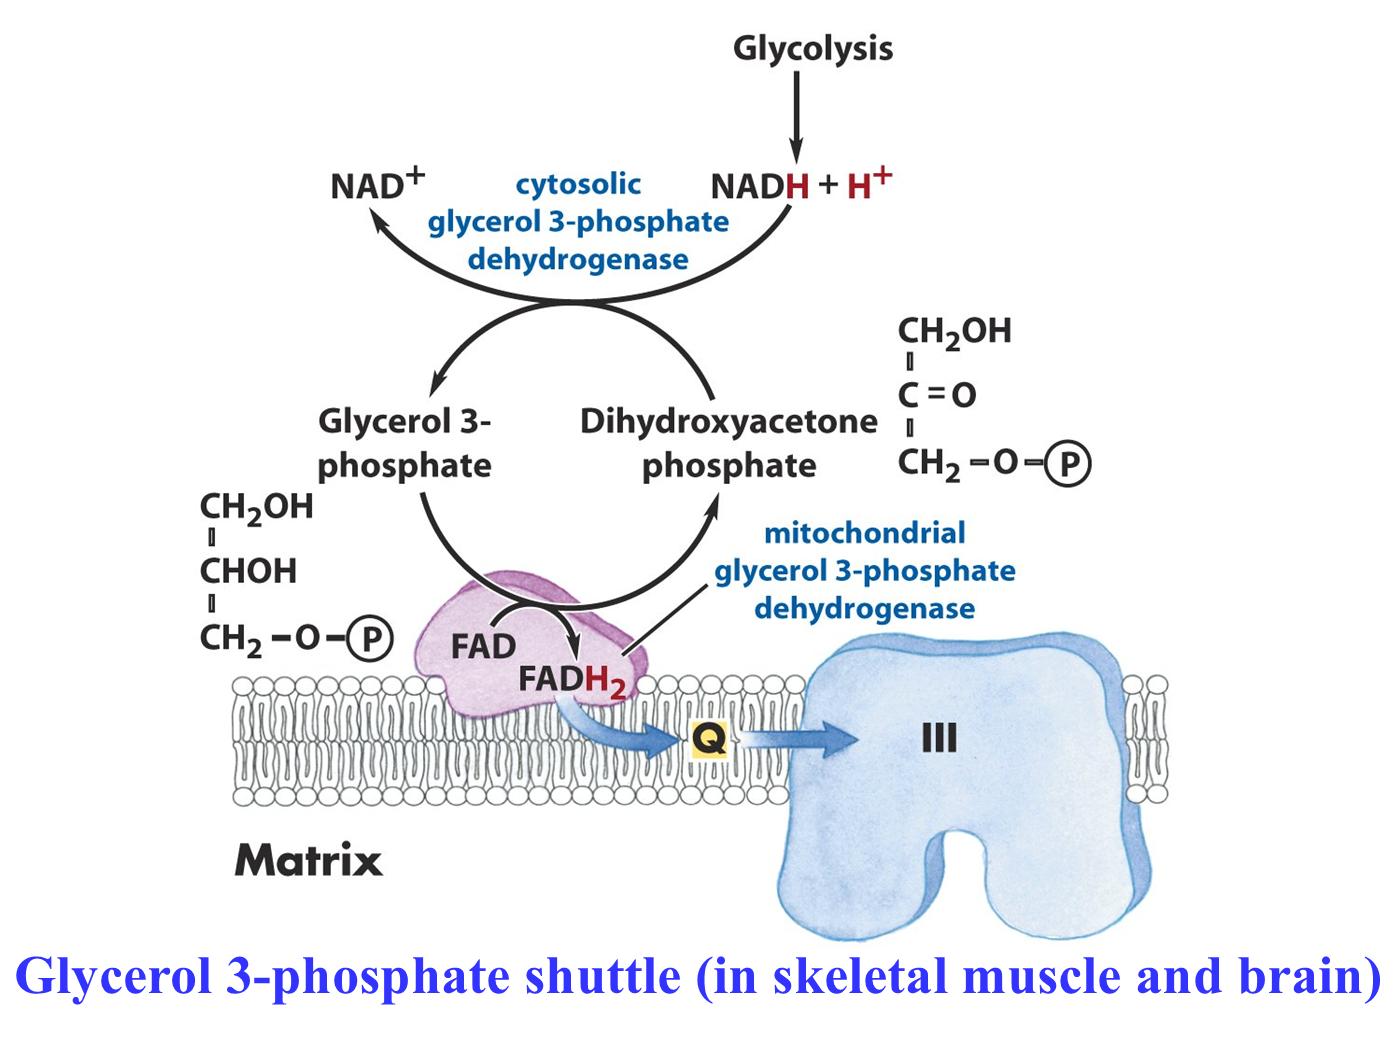 Glycolysis
NAD+
cytosolic
glycerol 3-phosphate
dehydrogenase
NADH + H+
CH2OH
C = O
CH2 – O – P
Glycerol 3-
phosphate
Dihydroxyacetone
phosphate
CH2OH
CHOH
CH2 – O – P
mitochondrial
glycerol 3-phosphate
dehydrogenase
FAD
FADH2
Q
III
Matrix
Glycerol 3-phosphate shuttle (in skeletal muscle and brain)